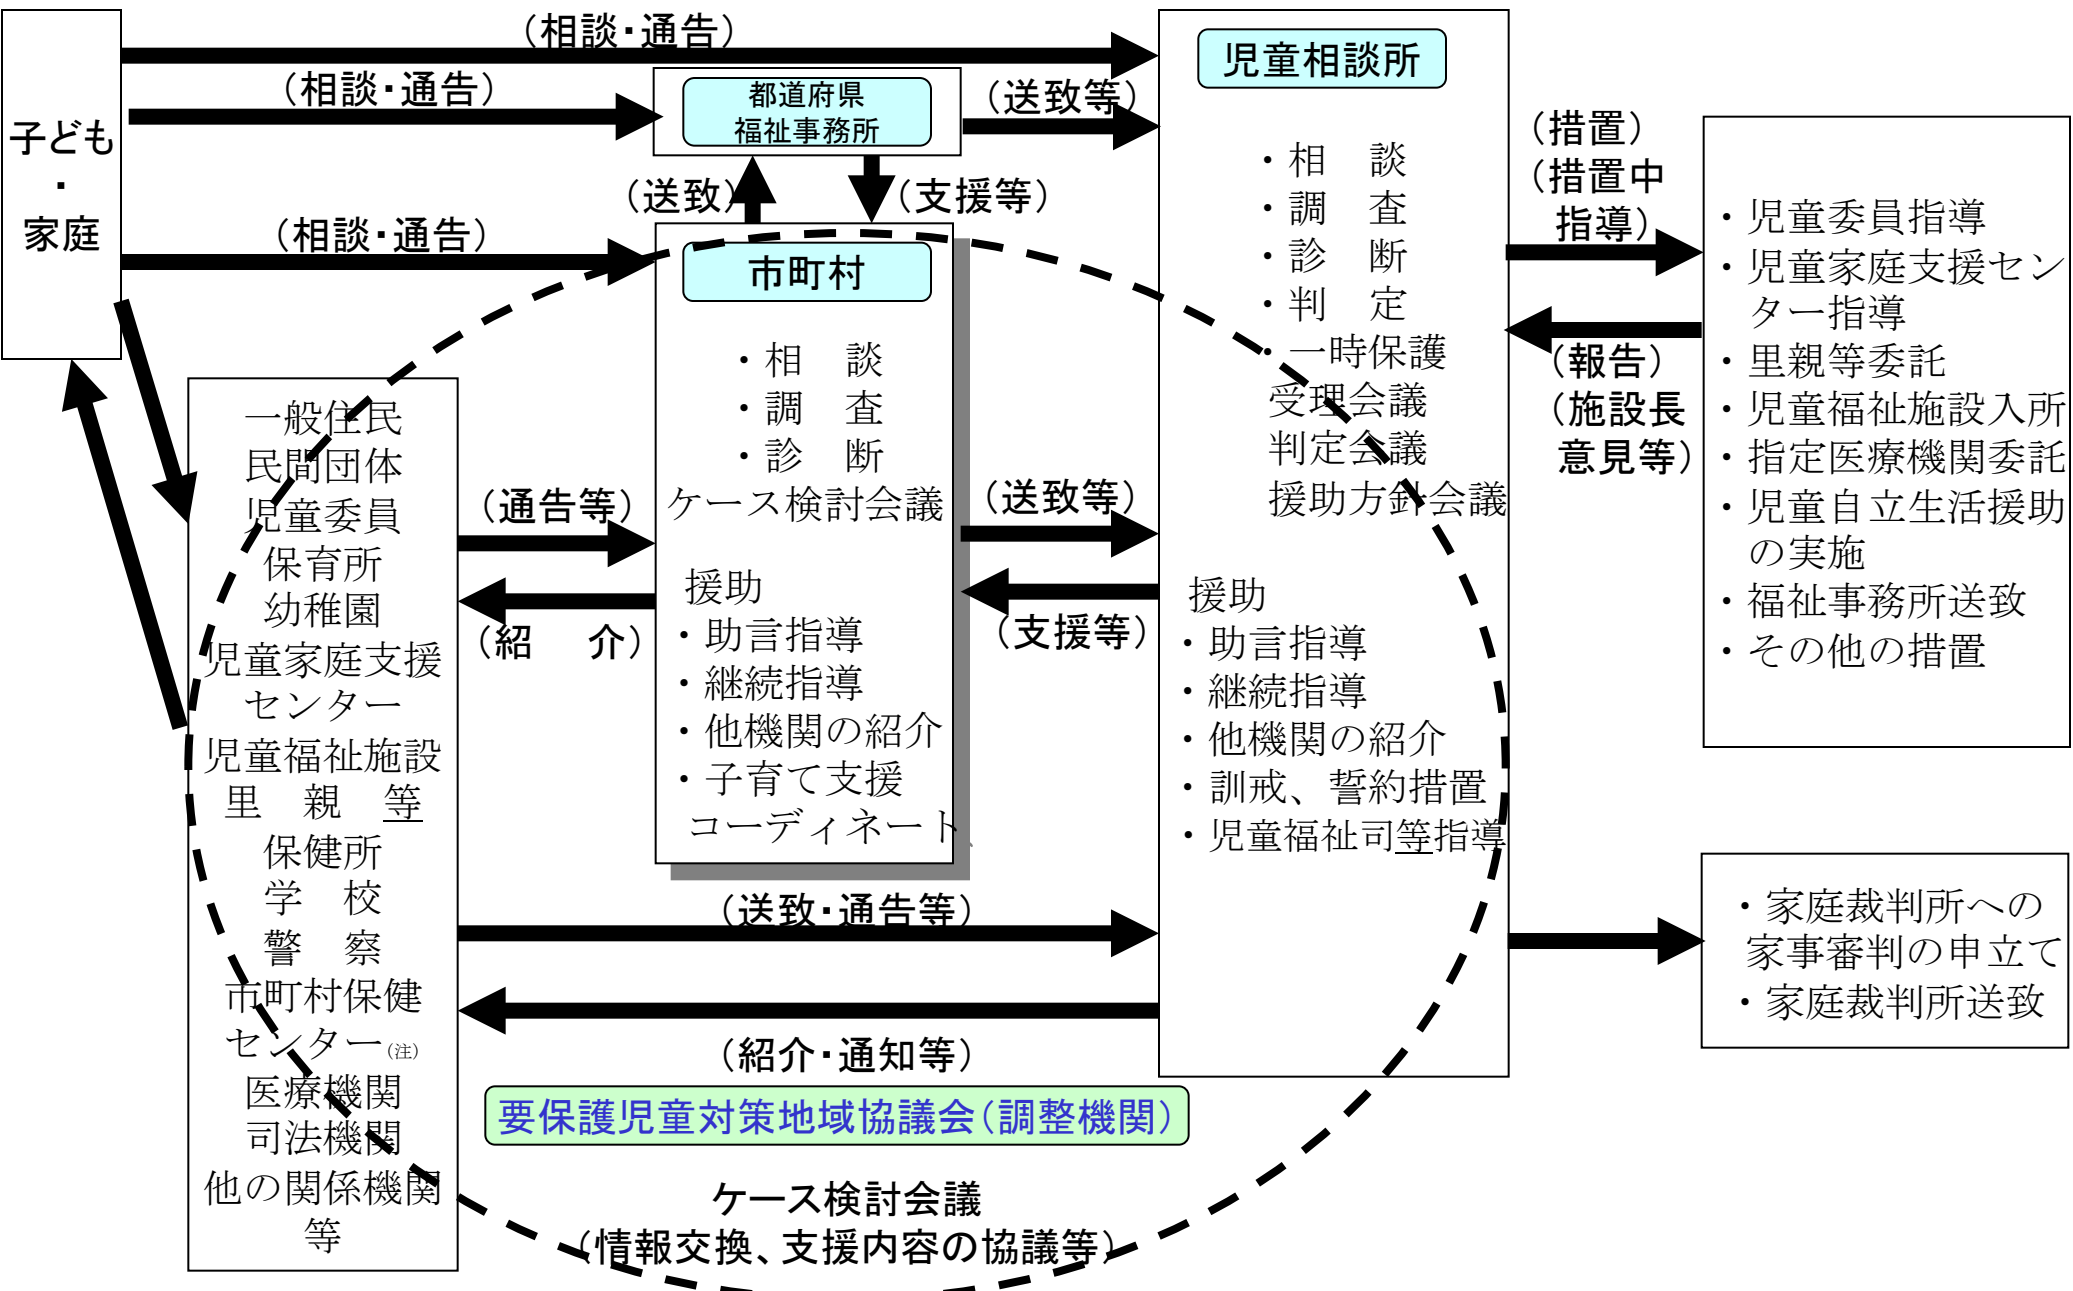 子ども
・
家庭
（相談・通告）
（相談・通告）
（相談・通告）
都道府県
福祉事務所
（送致等）
（送致）
（支援等）
一般住民
民間団体
児童委員
保育所
幼稚園
児童家庭支援
センター
児童福祉施設
里　親　等
保健所
学　校
警　察
市町村保健
センター（注）
医療機関
司法機関
他の関係機関
等
（通告等）
（紹　介）
市町村
・相　談
・調　査
・診　断
ケース検討会議
援助
・助言指導
・継続指導
・他機関の紹介
・子育て支援
コーディネート
（送致等）
（支援等）
（送致・通告等）
（紹介・通知等）
児童相談所
・相　談
・調　査
・診　断
・判　定
・一時保護
受理会議
判定会議
援助方針会議
援助
・助言指導
・継続指導
・他機関の紹介
・訓戒、誓約措置
・児童福祉司等指導
（措置）
（措置中
指導）
（報告）
（施設長
意見等）
・児童委員指導
・児童家庭支援セン
ター指導
・里親等委託
・児童福祉施設入所
・指定医療機関委託
・児童自立生活援助
の実施
・福祉事務所送致
・その他の措置
・家庭裁判所への
家事審判の申立て
・家庭裁判所送致
要保護児童対策地域協議会（調整機関）
ケース検討会議
（情報交換、支援内容の協議等）